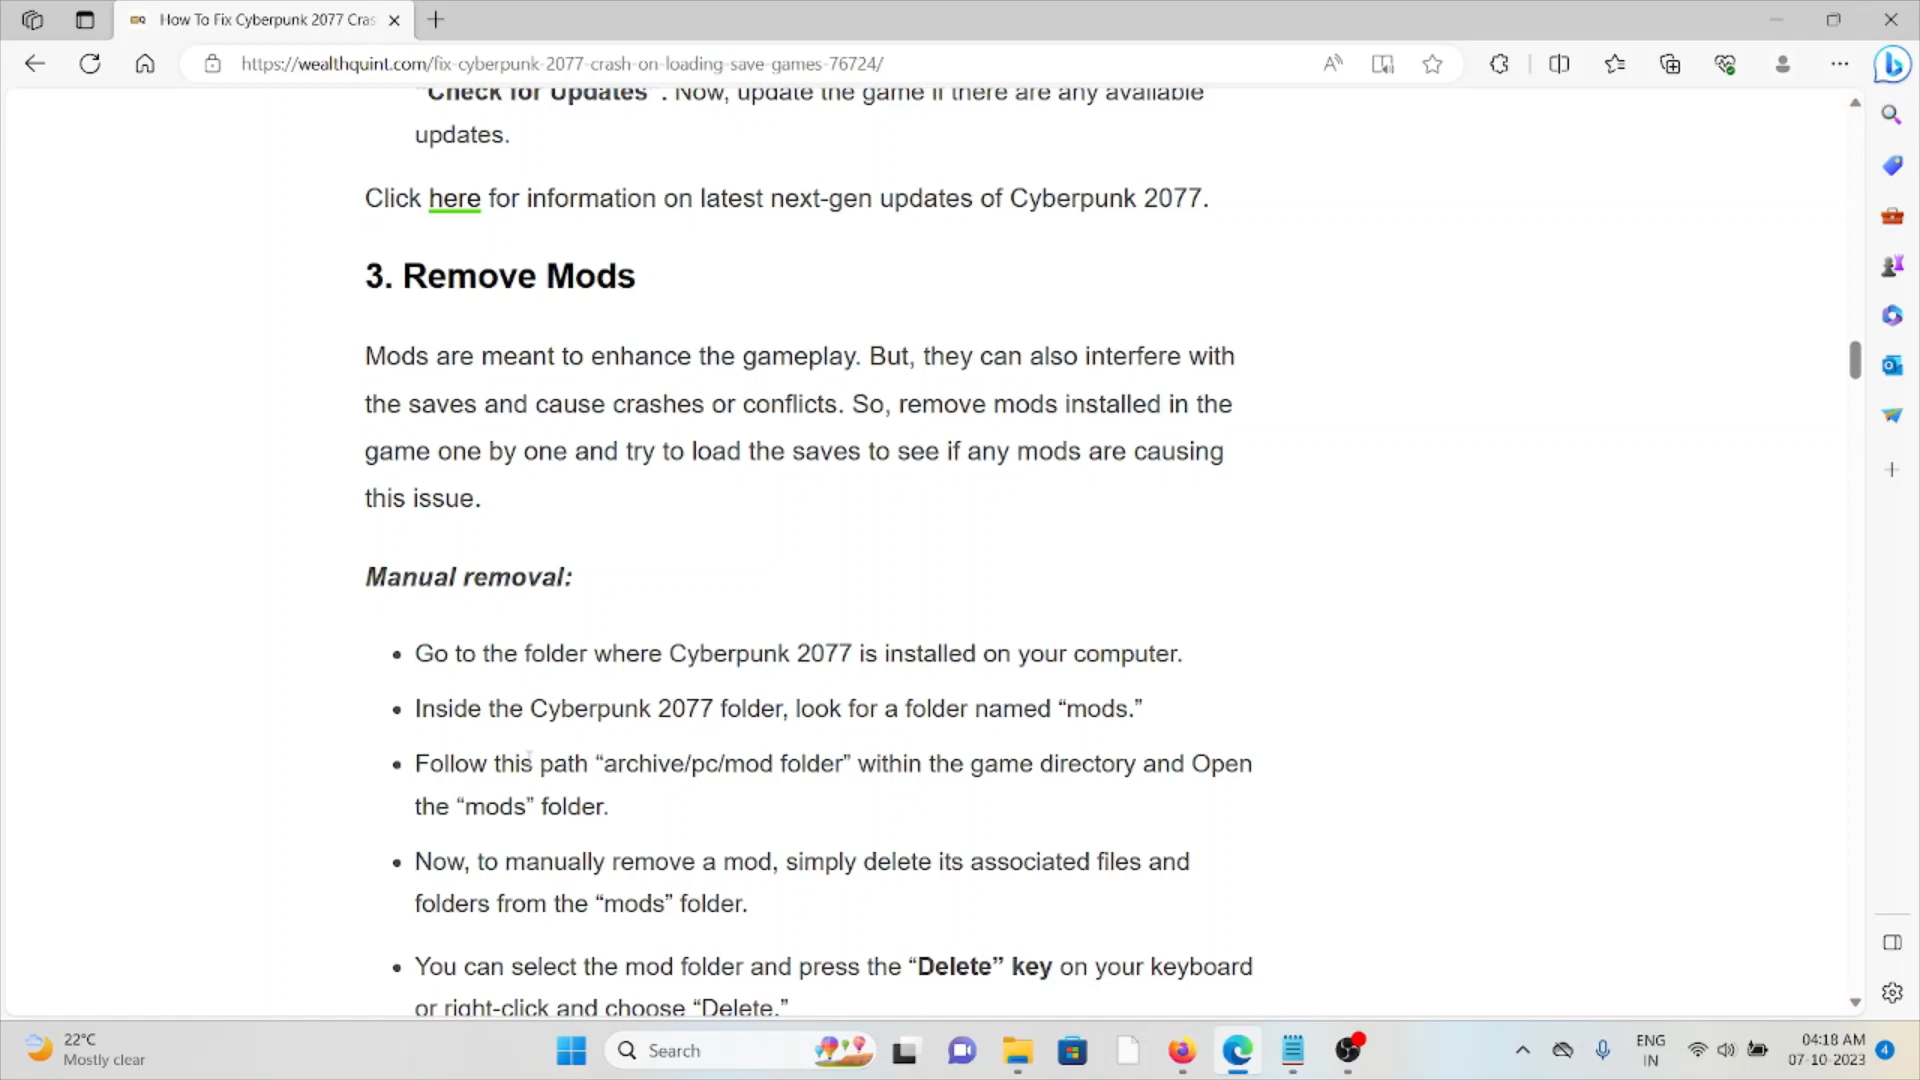 How To Fix Cyberpunk 2077 Cras
https://wealthquint.com/fix-cyberpunk-2077-crash-on-loading-save-games-76724/
"Check for Updates" . Now, update the game if there are any available
updates.
Click here for information on latest next-gen updates of Cyberpunk 2077.
3. Remove Mods
Mods are meant to enhance the gameplay. But, they can also interfere with
the saves and cause crashes or conflicts. So, remove mods installed in the
game one by one and try to load the saves to see if any mods are causing
this issue.
Manual removal:
• Go to the folder where Cyberpunk 2077 is installed on your computer.
• Inside the Cyberpunk 2077 folder, look for a folder named “mods.”
• Follow this path “archive/pc/mod folder” within the game directory and Open
the “mods” folder.
• Now, to manually remove a mod, simply delete its associated files and
folders from the “mods” folder.
• You can select the mod folder and press the “Delete” key on your keyboard
or right-click and choose “Delete.”
22°C
Mostly clear
Search
ENG
IN
04:18 AM
07-10-2023
4